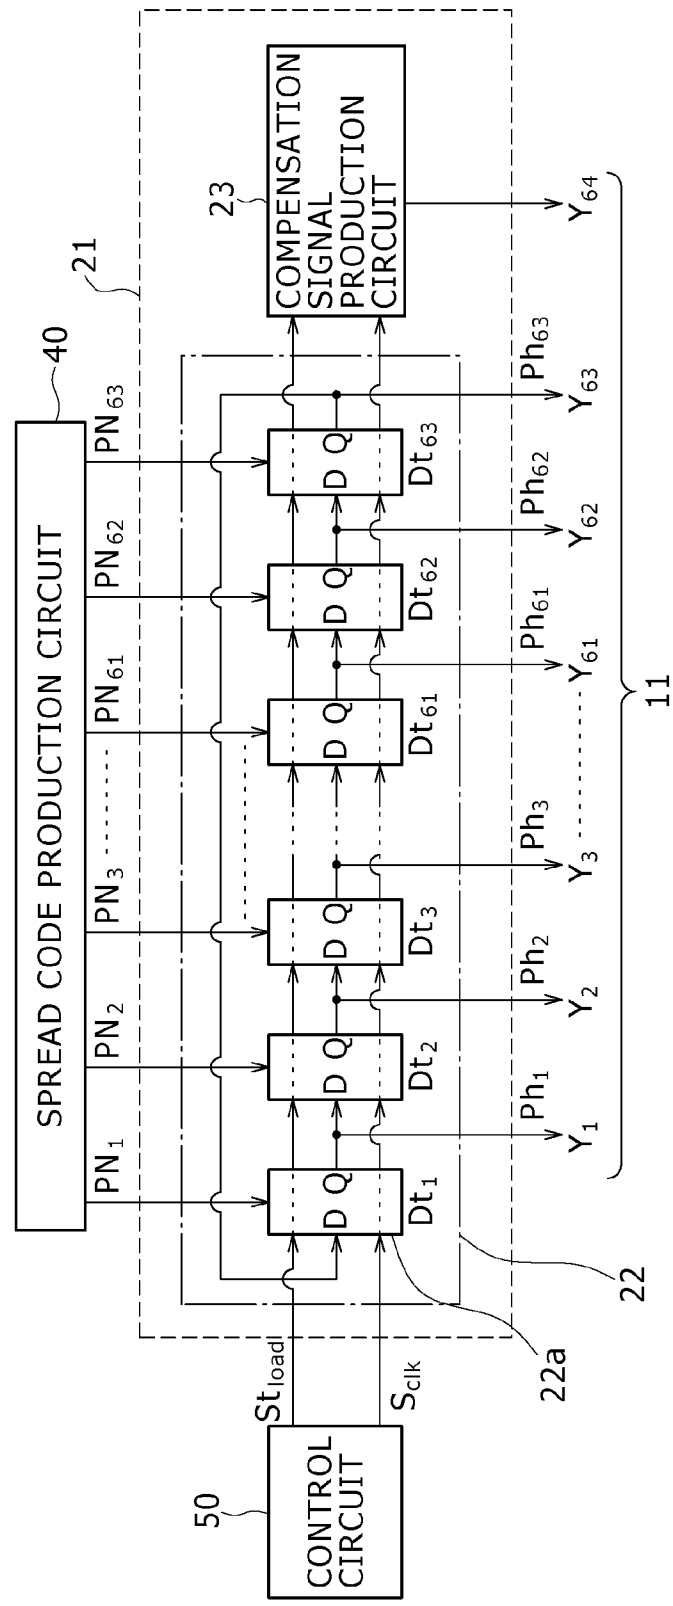 SPREAD CODE PRODUCTION CIRCUIT
40
PN1
PN2
PN3
PN61
PN62
PN63
21
50
CONTROL
CIRCUIT
Stload
Sclk
D Q
D Q
D Q
D Q
D Q
D Q
Dt1
Dt2
Dt3
Dt61
Dt62
Dt63
23
COMPENSATION
SIGNAL
PRODUCTION
CIRCUIT
22a
22
Ph1
Ph2
Ph3
Ph61
Ph62
Ph63
Y1
Y2
Y3
Y61
Y62
Y63
Y64
11